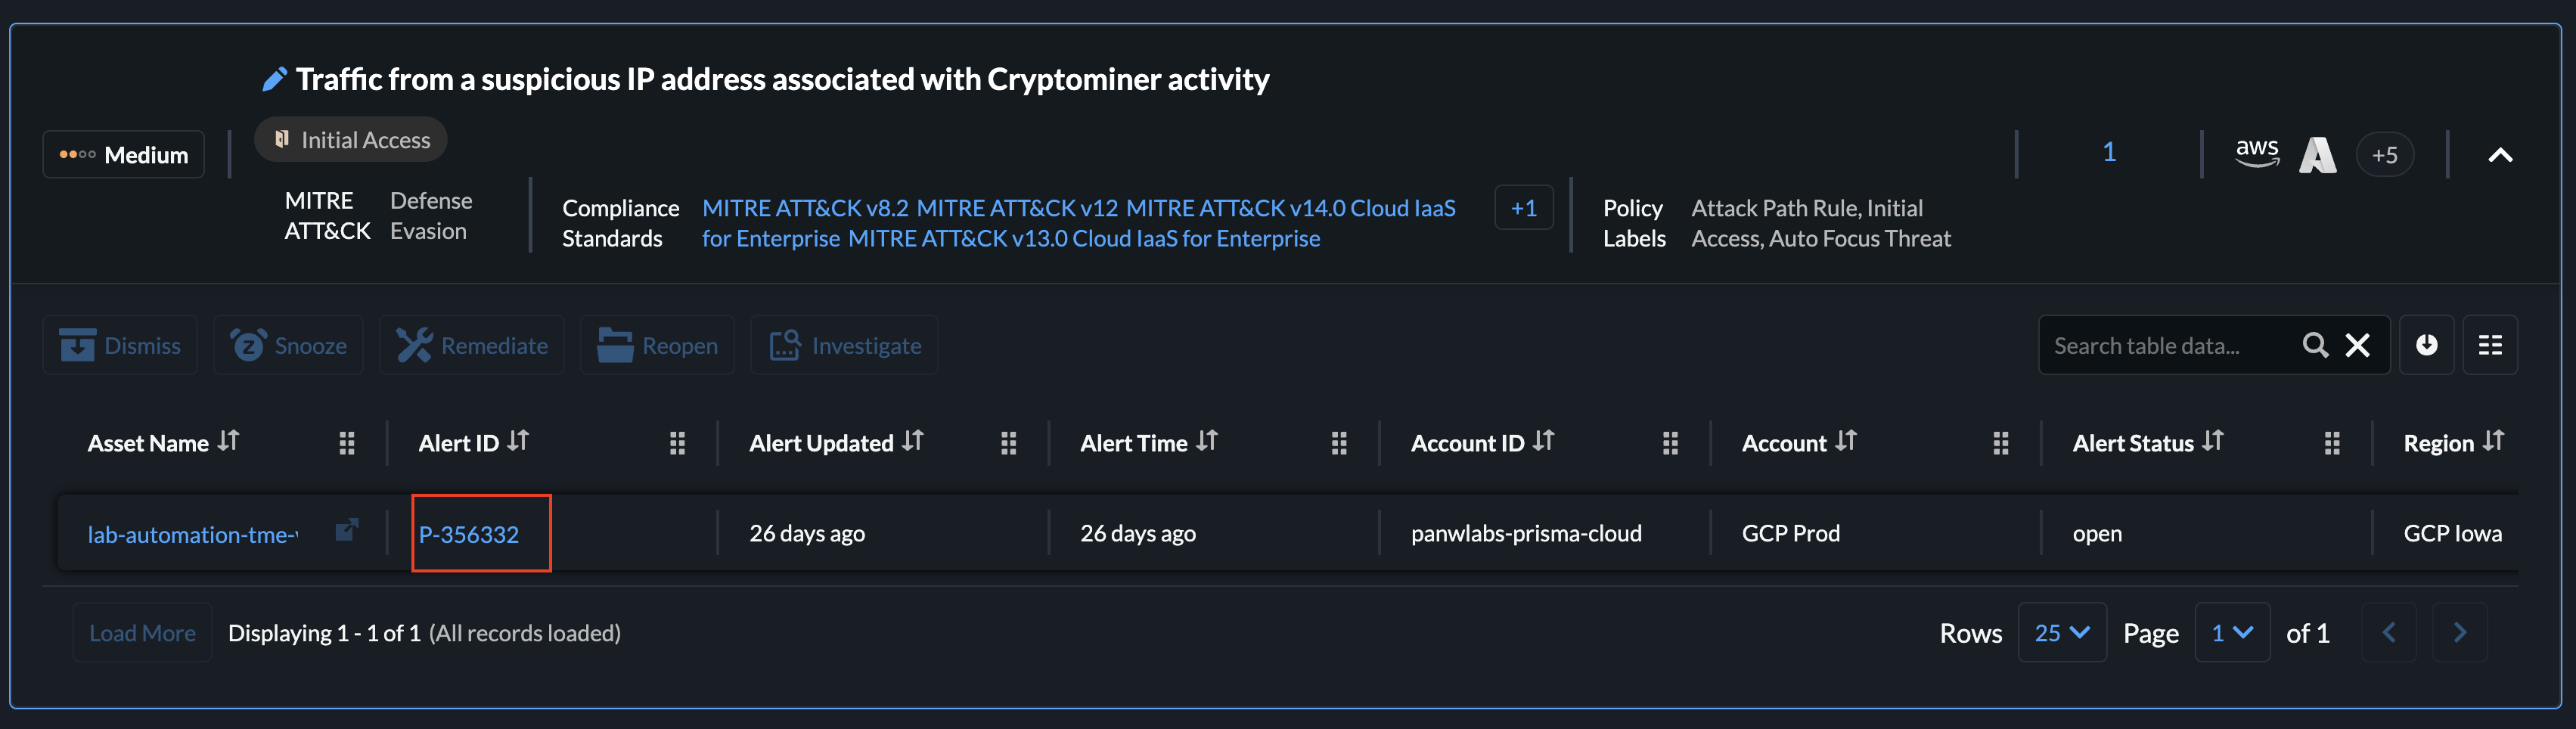 Traffic from a suspicious IP address associated with Cryptominer activity
Medium
Initial Access
1
aws
+5
MITRE ATT&CK
Defense Evasion
Compliance Standards
MITRE ATT&CK v8.2 MITRE ATT&CK v12 MITRE ATT&CK v14.0 Cloud IaaS
for Enterprise MITRE ATT&CK v13.0 Cloud IaaS for Enterprise
+1
Policy Labels
Attack Path Rule, Initial
Access, Auto Focus Threat
Dismiss Snooze Remediate Reopen Investigate
Search table data...
Asset Name Alert ID Alert Updated Alert Time Account ID Account Alert Status Region
lab-automation-tme- P-356332 26 days ago 26 days ago panwlabs-prisma-cloud GCP Prod open GCP Iowa
Load More Displaying 1 - 1 of 1 (All records loaded) Rows 25 Page 1 of 1